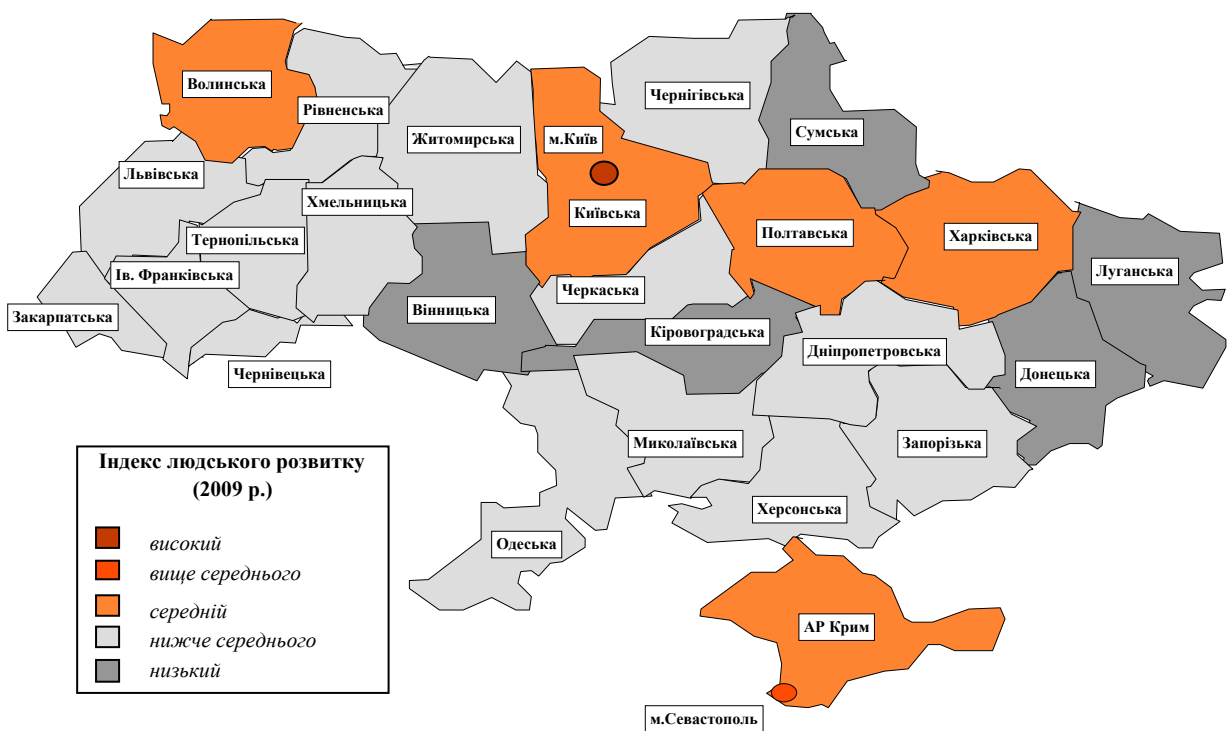 Волинська
Рівненська
Житомирська
м.Київ
Чернігівська
Сумська
Львівська
Хмельницька
Київська
Полтавська
Харківська
Тернопільська
Ів. Франківська
Луганська
Закарпатська
Черкаська
Вінницька
Кіровоградська
Дніпропетровська
Чернівецька
Донецька
Миколаївська
Запорізька
Херсонська
Одеська
АР Крим
м.Севастополь
Індекс людського розвитку
(2009 р.)
високий
вище середнього
середній
нижче середнього
низький